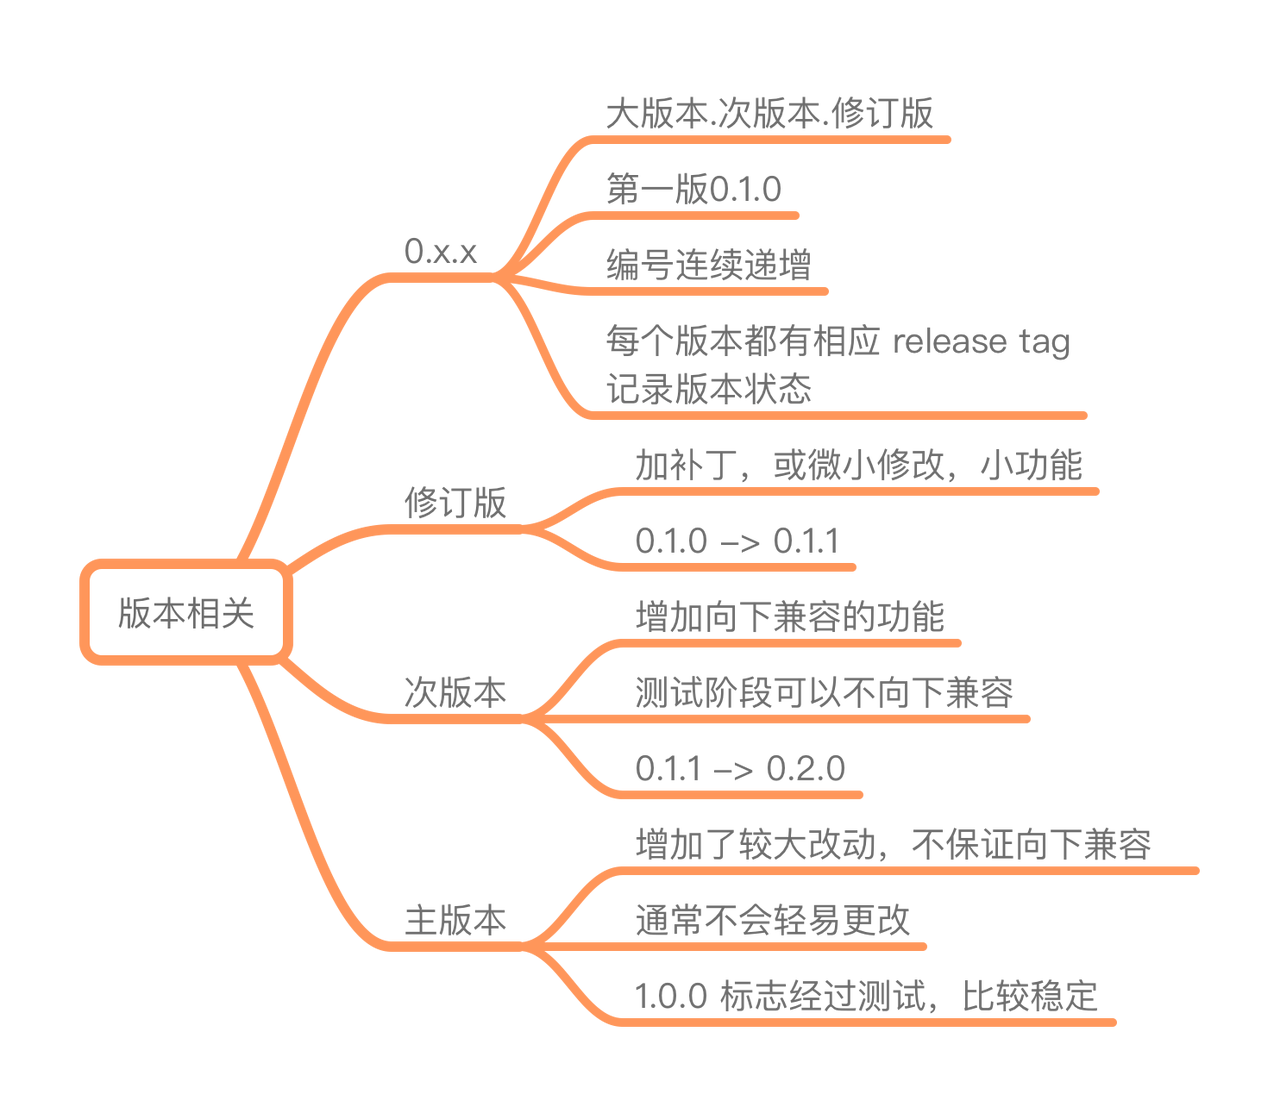 大版本.次版本.修订版
第一版0.1.0
0.x.x
编号连续递增
每个版本都有相应 release tag
记录版本状态
加补丁，或微小修改，小功能
修订版
0.1.0 –> 0.1.1
版本相关
增加向下兼容的功能
次版本
测试阶段可以不向下兼容
0.1.1 –> 0.2.0
增加了较大改动，不保证向下兼容
主版本
通常不会轻易更改
1.0.0 标志经过测试，比较稳定